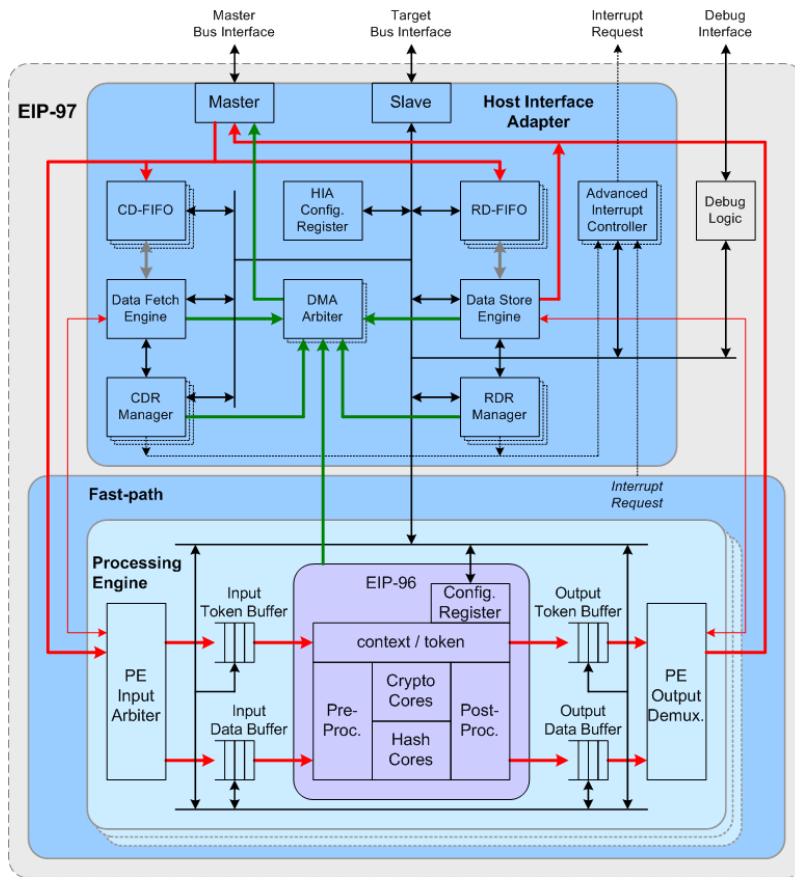 Master
Bus Interface
Target
Bus Interface
Interrupt
Request
Debug
Interface
EIP-97
Master
Slave
Host Interface
Adapter
CD-FIFO
HIA
Config.
Register
RD-FIFO
Advanced
Interrupt
Controller
Debug
Logic
Data Fetch
Engine
DMA
Arbiter
Data Store
Engine
CDR
Manager
RDR
Manager
Interrupt
Request
Fast-path
Processing
Engine
Input
Token Buffer
EIP-96
Config.
Register
Output
Token Buffer
context / token
PE
Input
Arbiter
Pre-
Proc.
Crypto
Cores
Hash
Cores
Post-
Proc.
PE
Output
Demux.
Input
Data Buffer
Output
Data Buffer